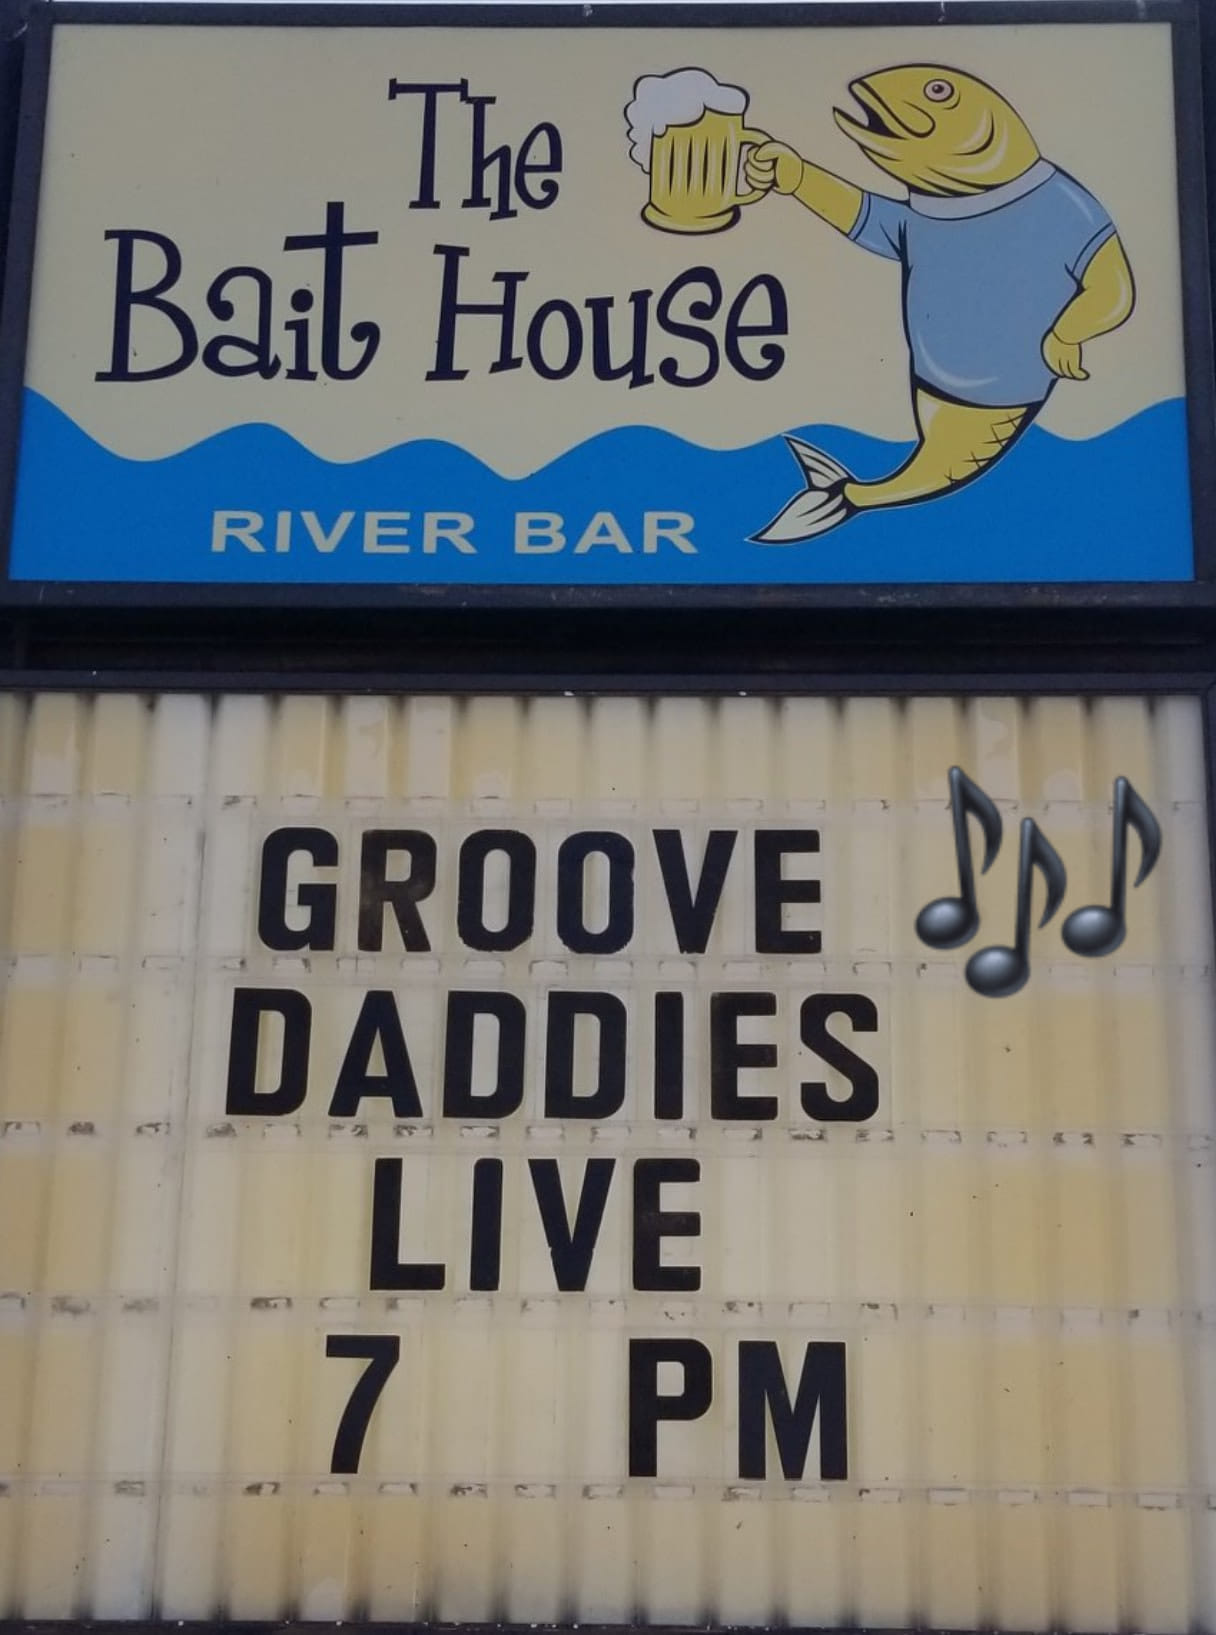 The
Bait House
RIVER BAR
GROOVE
DADDIES
LIVE
7 PM